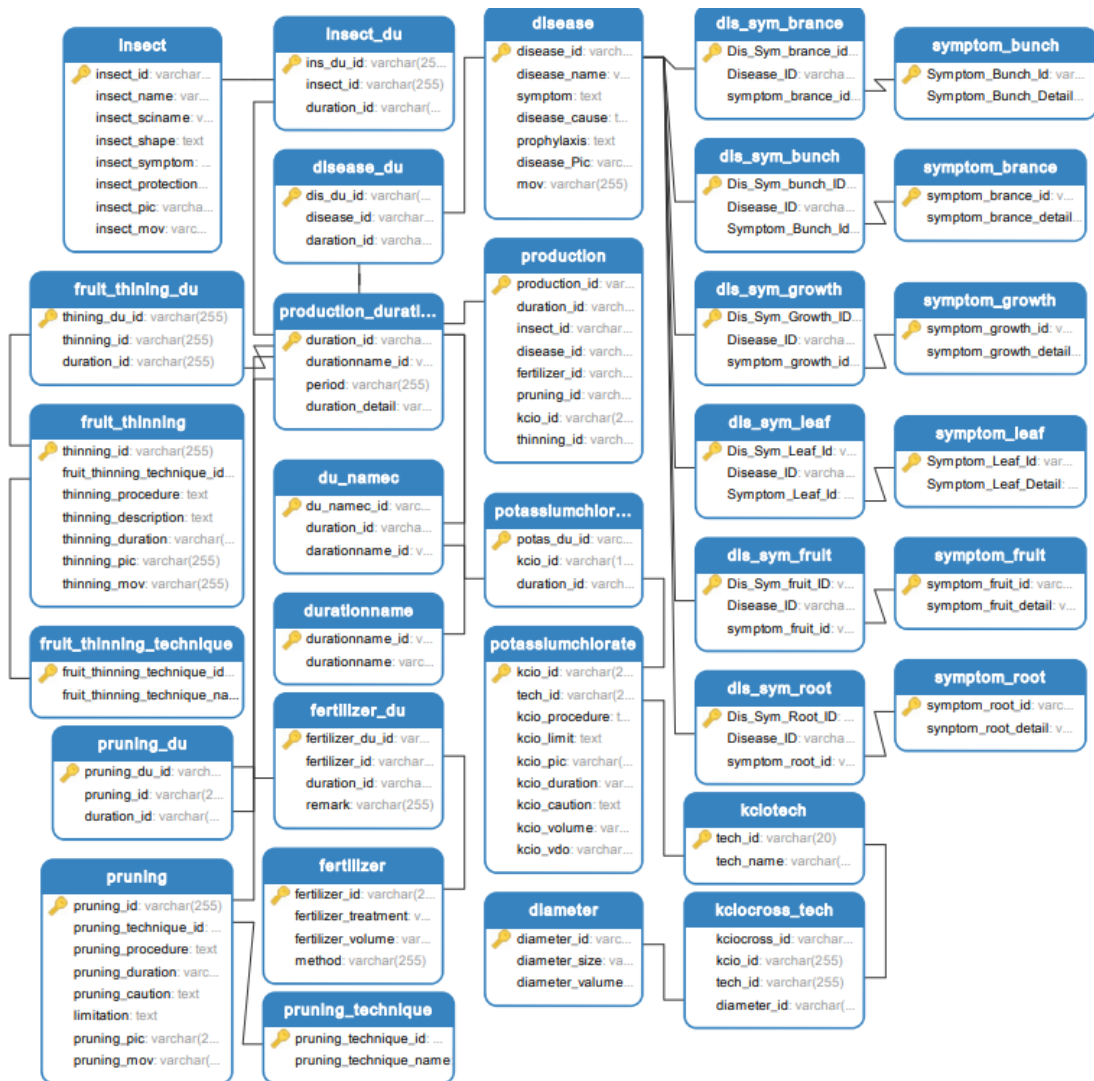 insect
insect_id: varchar...
insect_name: var...
insect_sciname: v...
insect_shape: text
insect_symptom: ...
insect_protection...
insect_pic: varcha...
insect_mov: varc...
insect_du
ins_du_id: varchar(25...
insect_id: varchar(255)
duration_id: varchar(...
disease_du
dis_du_id: varchar(...
disease_id: varchar...
daration_id: varcha...
disease
disease_id: varch...
disease_name: v...
symptom: text
disease_cause: t...
prophylaxis: text
disease_Pic: varc...
mov: varchar(255)
dis_sym_brance
Dis_Sym_brance_id...
Disease_ID: varcha...
symptom_brance_id...
symptom_bunch
Symptom_Bunch_Id: var...
Symptom_Bunch_Detail...
dis_sym_bunch
Dis_Sym_bunch_ID...
Disease_ID: varcha...
Symptom_Bunch_Id...
symptom_brance
symptom_brance_id: v...
symptom_brance_detail...
fruit_thining_du
thining_du_id: varchar(255)
thinning_id: varchar(255)
duration_id: varchar(255)
production_durati...
duration_id: varcha...
durationname_id: v...
period: varchar(255)
duration_detail: var...
production
production_id: var...
duration_id: varch...
insect_id: varchar...
disease_id: varch...
fertilizer_id: varch...
pruning_id: varch...
kcio_id: varchar(2...
thinning_id: varch...
dis_sym_growth
Dis_Sym_Growth_ID...
Disease_ID: varcha...
symptom_growth_id...
symptom_growth
symptom_growth_id: v...
symptom_growth_detail...
fruit_thinning
thinning_id: varchar(255)
fruit_thinning_technique_id...
thinning_procedure: text
thinning_description: text
thinning_duration: varchar(...
thinning_pic: varchar(255)
thinning_mov: varchar(255)
du_namec
du_namec_id: varc...
duration_id: varcha...
darationname_id: v...
dis_sym_leaf
Dis_Sym_Leaf_Id: v...
Disease_ID: varcha...
Symptom_Leaf_Id: ...
symptom_leaf
Symptom_Leaf_Id: var...
Symptom_Leaf_Detail: ...
potassiumchlor...
potas_du_id: varc...
kcio_id: varchar(1...
duration_id: varch...
dis_sym_fruit
Dis_Sym_fruit_ID: v...
Disease_ID: varcha...
symptom_fruit_id: v...
symptom_fruit
symptom_fruit_id: varc...
symptom_fruit_detail: v...
fruit_thinning_technique
fruit_thinning_technique_id...
fruit_thinning_technique_na...
durationname
durationname_id: v...
durationname: varc...
potassiumchlorate
kcio_id: varchar(2...
tech_id: varchar(2...
kcio_procedure: t...
kcio_limit: text
kcio_pic: varchar(...
kcio_duration: var...
kcio_caution: text
kcio_volume: var...
kcio_vdo: varchar...
dis_sym_root
Dis_Sym_Root_ID: ...
Disease_ID: varcha...
symptom_root_id: v...
symptom_root
symptom_root_id: varc...
synptom_root_detail: v...
pruning_du
pruning_du_id: varch...
pruning_id: varchar(2...
duration_id: varchar(...
fertilizer_du
fertilizer_du_id: var...
fertilizer_id: varchar...
duration_id: varcha...
remark: varchar(255)
kciotech
tech_id: varchar(20)
tech_name: varchar(...
pruning
pruning_id: varchar(255)
pruning_technique_id: ...
pruning_procedure: text
pruning_duration: varc...
pruning_caution: text
limitation: text
pruning_pic: varchar(2...
pruning_mov: varchar(...
fertilizer
fertilizer_id: varchar(2...
fertilizer_treatment: v...
fertilizer_volume: var...
method: varchar(255)
diameter
diameter_id: varc...
diameter_size: va...
diameter_valume...
kciocross_tech
kciocross_id: varchar...
kcio_id: varchar(255)
tech_id: varchar(255)
diameter_id: varchar(...
pruning_technique
pruning_technique_id: ...
pruning_technique_name